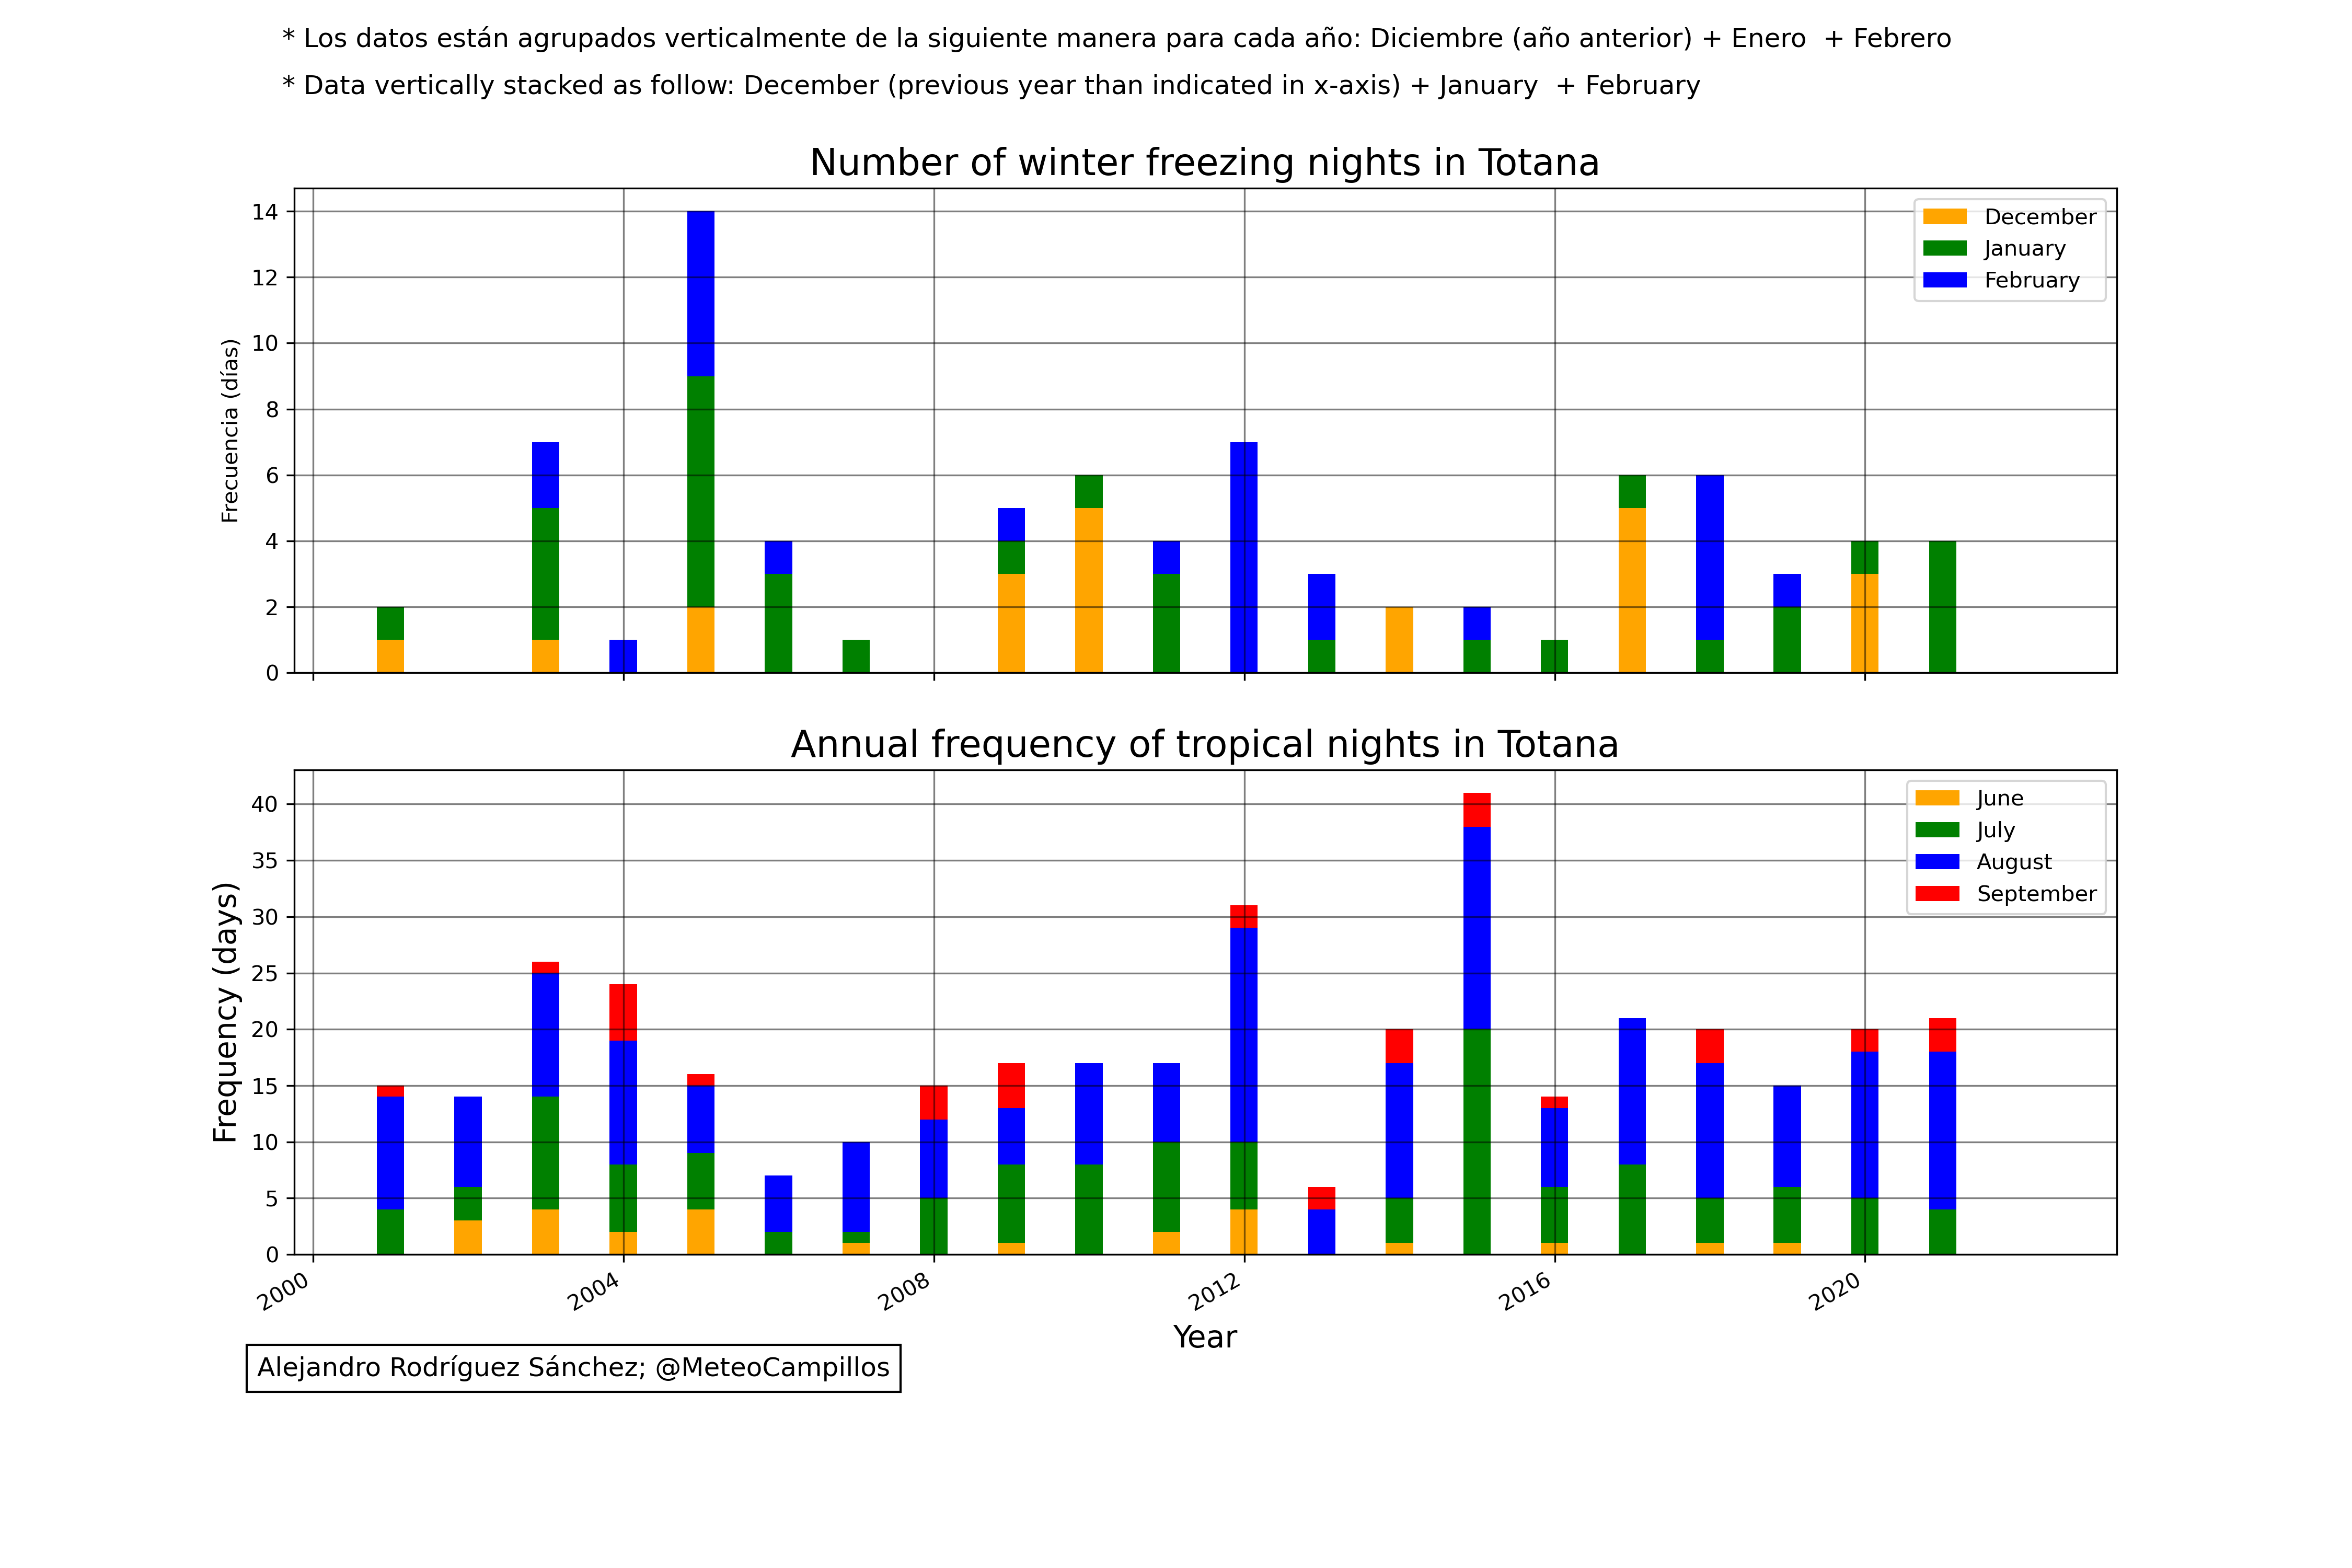 * Los datos están agrupados verticalmente de la siguiente manera para cada año: Diciembre (año anterior) + Enero  + Febrero
* Data vertically stacked as follow: December (previous year than indicated in x-axis) + January  + February
Number of winter freezing nights in Totana
Frecuencia (días)
14
12
10
8
6
4
2
0
December
January
February
Annual frequency of tropical nights in Totana
Frequency (days)
40
35
30
25
20
15
10
5
0
June
July
August
September
2000 2004 2008 2012 2016 2020
Year
Alejandro Rodríguez Sánchez; @MeteoCampillos